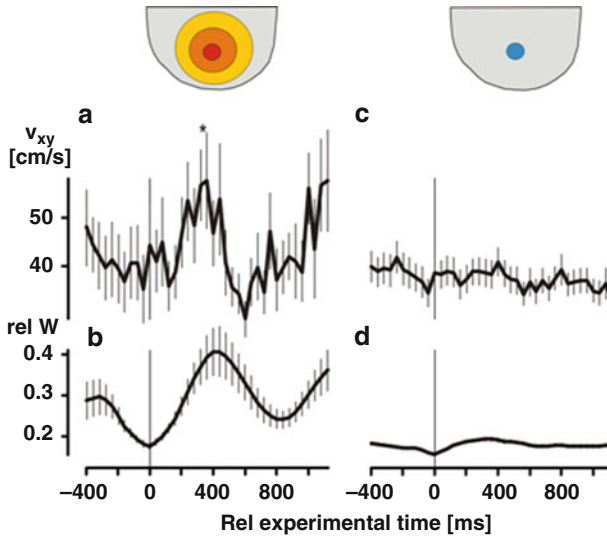 a
c
v_xy
[cm/s]
*
50
40
rel W
b
d
0.4
0.3
0.2
−400 0 400 800
−400 0 400 800
Rel experimental time [ms]